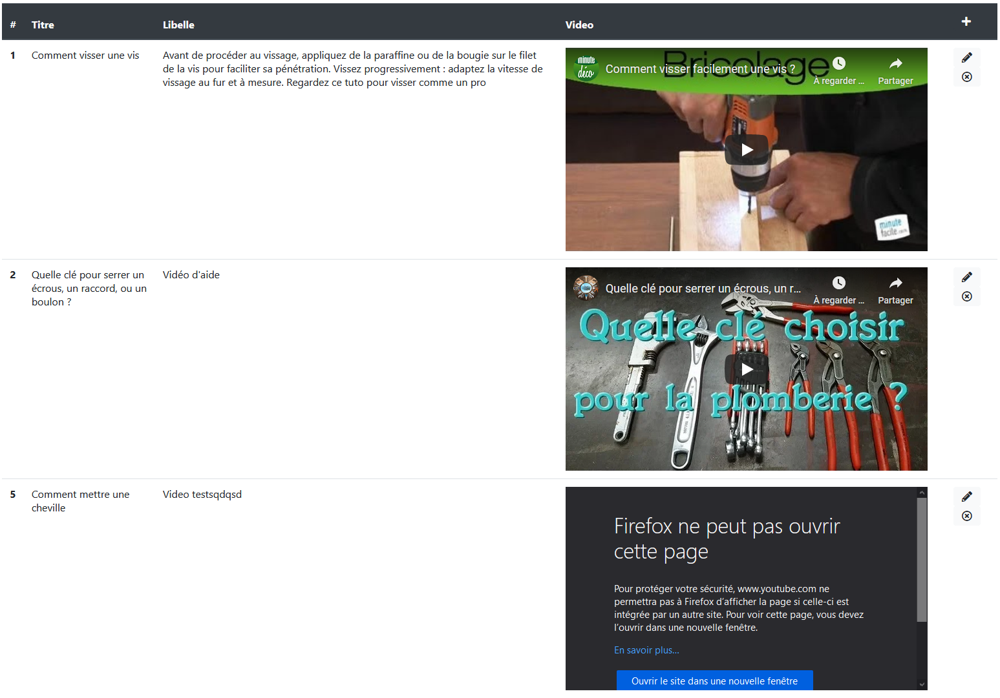 # Titre Libelle Video
1 Comment visser une vis
Avant de procéder au vissage, appliquez de la paraffine ou de la bougie sur le filet
de la vis pour faciliter sa pénétration. Vissez progressivement : adaptez la vitesse de
vissage au fur et à mesure. Regardez ce tuto pour visser comme un pro
Bricolage
minute
déco
Comment visser facilement une vis ?
À regarder ...
Partager
minute
facile.com
2 Quelle clé pour serrer un
écrous, un raccord, ou un
boulon ?
Vidéo d'aide
Quelle clé pour serrer un écrous, un r...
À regarder ...
Partager
Quelle clé choisir
pour la plomberie ?
5 Comment mettre une
cheville
Video testsqdqsd
Firefox ne peut pas ouvrir
cette page
Pour protéger votre sécurité, www.youtube.com ne
permettra pas à Firefox d’afficher la page si celle-ci est
intégrée par un autre site. Pour voir cette page, vous devez
l’ouvrir dans une nouvelle fenêtre.
En savoir plus...
Ouvrir le site dans une nouvelle fenêtre